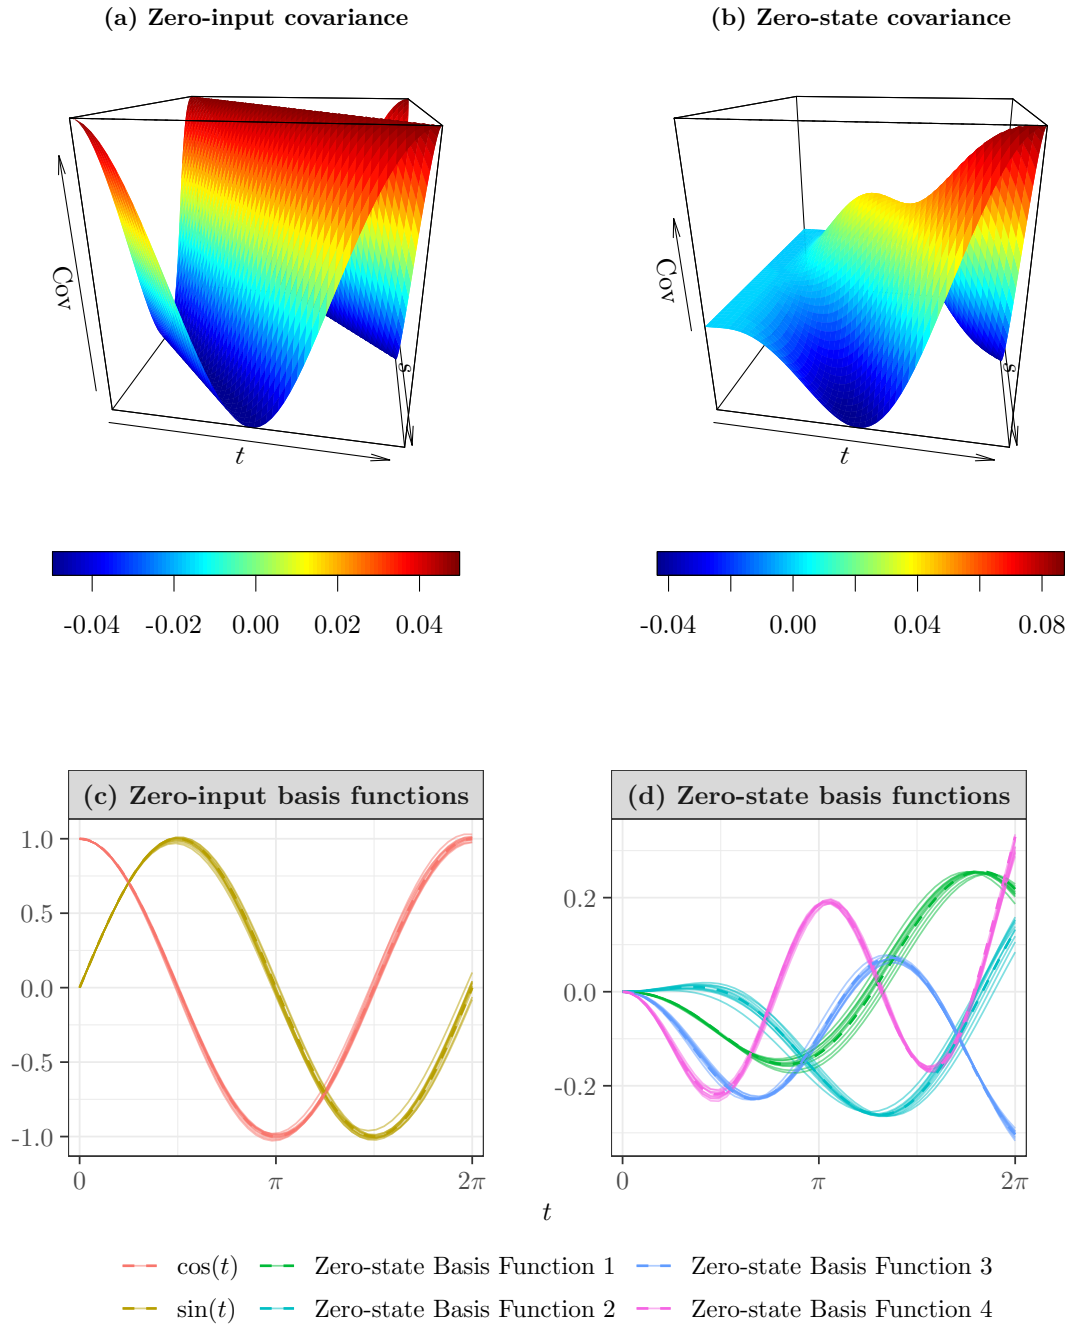 (a) Zero-input covariance
(b) Zero-state covariance
Cov
t
s
Cov
t
s
-0.04 -0.02 0.00 0.02 0.04
-0.04 0.00 0.04 0.08
(c) Zero-input basis functions
1.0
0.5
0.0
-0.5
-1.0
0 π 2π
(d) Zero-state basis functions
0.2
0.0
-0.2
0 π 2π
t
cos(t) Zero-state Basis Function 1 Zero-state Basis Function 3
sin(t) Zero-state Basis Function 2 Zero-state Basis Function 4